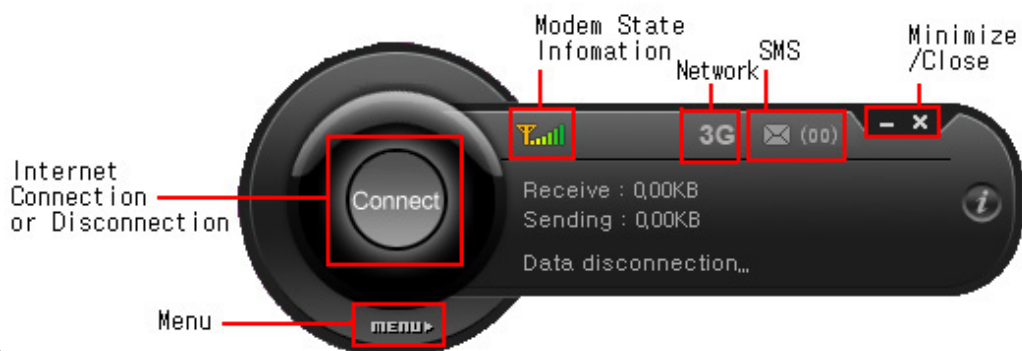 Modem State
Infomation
Network
SMS
Minimize
/Close
3G
(00)
Internet
Connection
or Disconnection
Connect
Receive : 0,00KB
Sending : 0,00KB
Data disconnection,,,
i
Menu
MENU